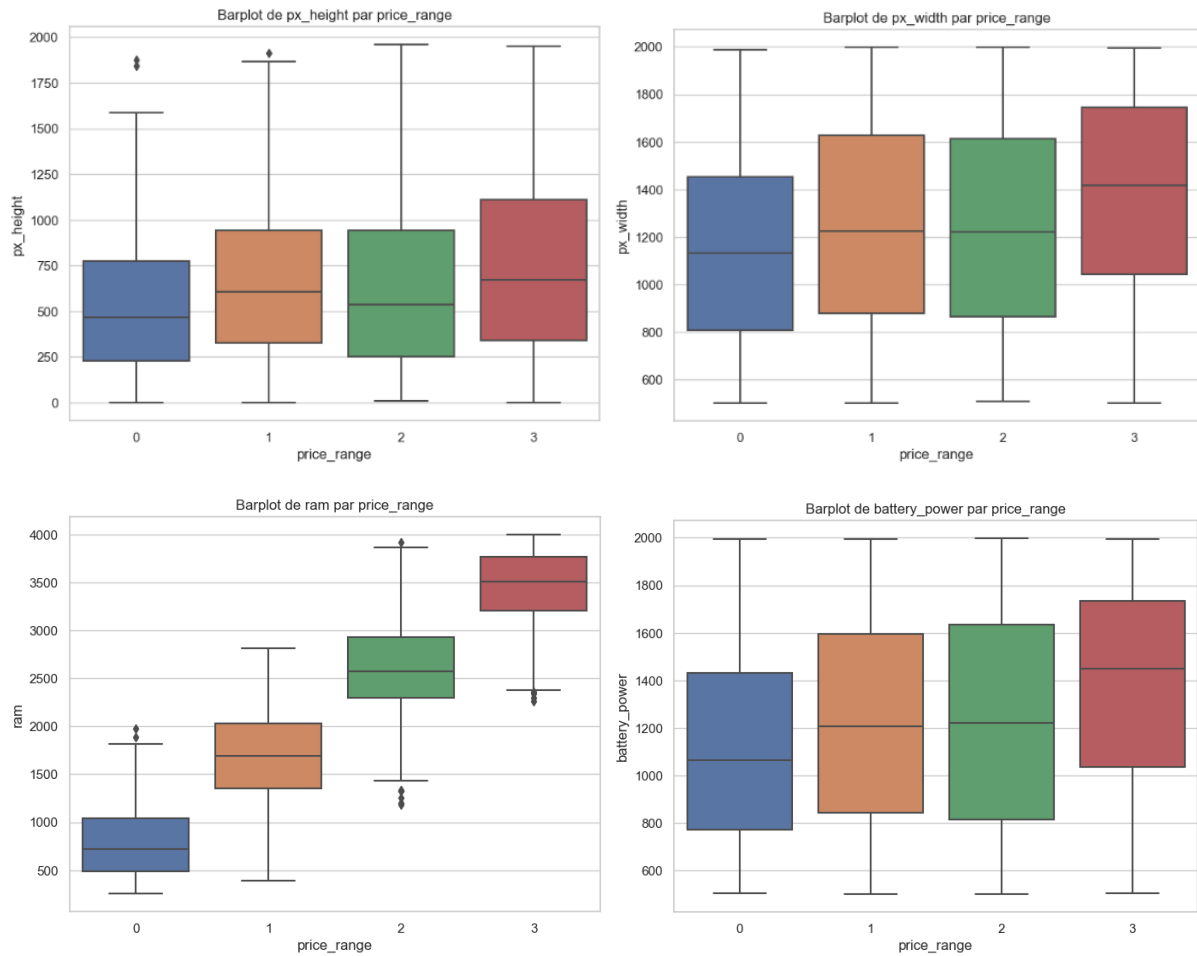 Barplot de px_height par price_range
2000
1750
1500
1250
1000
750
500
250
0
px_height
0 1 2 3
price_range
Barplot de px_width par price_range
2000
1800
1600
1400
1200
1000
800
600
px_width
0 1 2 3
price_range
Barplot de ram par price_range
4000
3500
3000
2500
2000
1500
1000
500
ram
0 1 2 3
price_range
Barplot de battery_power par price_range
2000
1800
1600
1400
1200
1000
800
600
battery_power
0 1 2 3
price_range